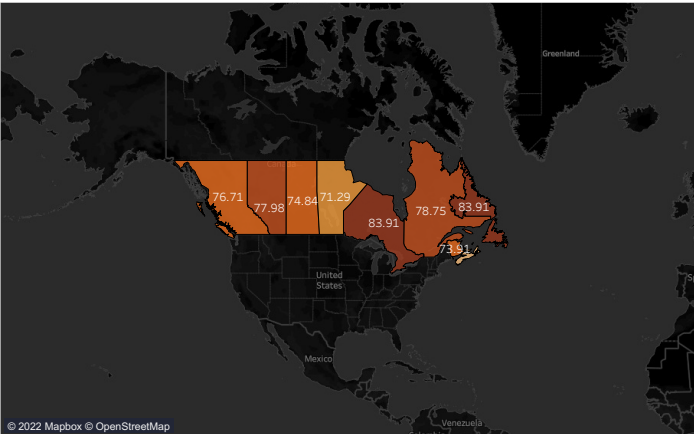 Greenland
Canada
76.71
77.98
74.84
71.29
83.91
78.75
83.91
73.91
United
States
Mexico
Venezuela
© 2022 Mapbox © OpenStreetMap